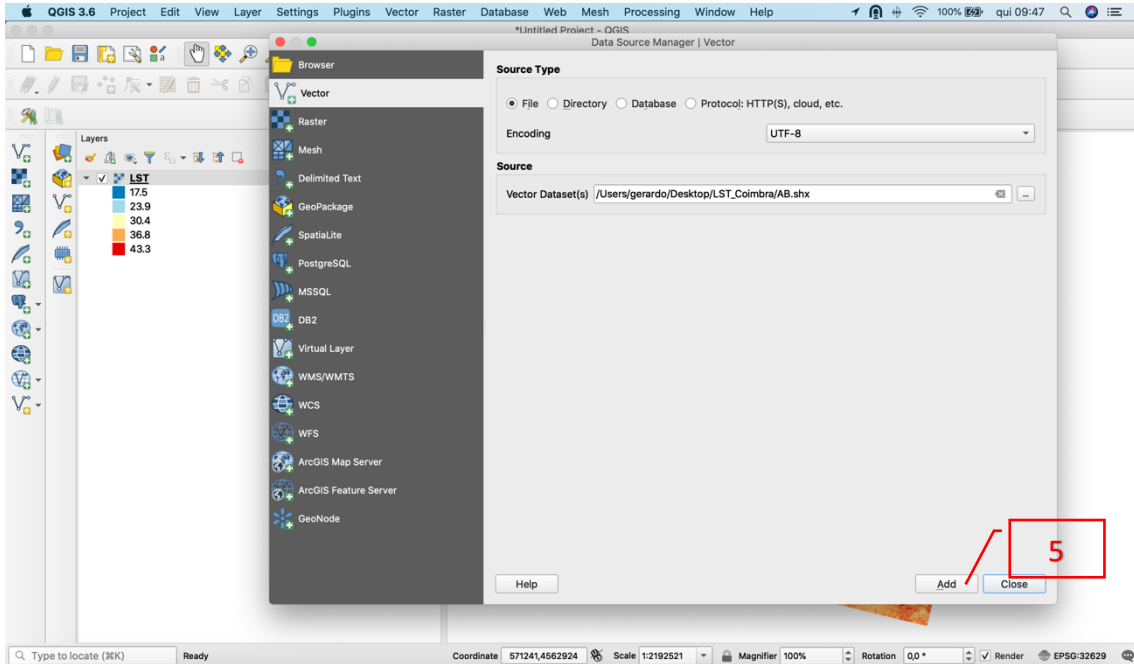 QGIS 3.6 Project Edit View Layer Settings Plugins Vector Raster Database Web Mesh Processing Window Help 100% qui 09:47
*Untitled Project - QGIS
Data Source Manager | Vector
Layers
LST
17.5
23.9
30.4
36.8
43.3
Browser
Vector
Raster
Mesh
Delimited Text
GeoPackage
SpatiaLite
PostgreSQL
MSSQL
DB2
DB2
Virtual Layer
WMS/WMTS
WCS
WFS
ArcGIS Map Server
ArcGIS Feature Server
GeoNode
Source Type
File Directory Database Protocol: HTTP(S), cloud, etc.
Encoding UTF-8
Source
Vector Dataset(s) /Users/gerardo/Desktop/LST_Coimbra/AB.shx ...
5
Help Add Close
Type to locate (⌘K) Ready Coordinate 571241,4562924 Scale 1:2192521 Magnifier 100% Rotation 0,0 ° Render EPSG:32629